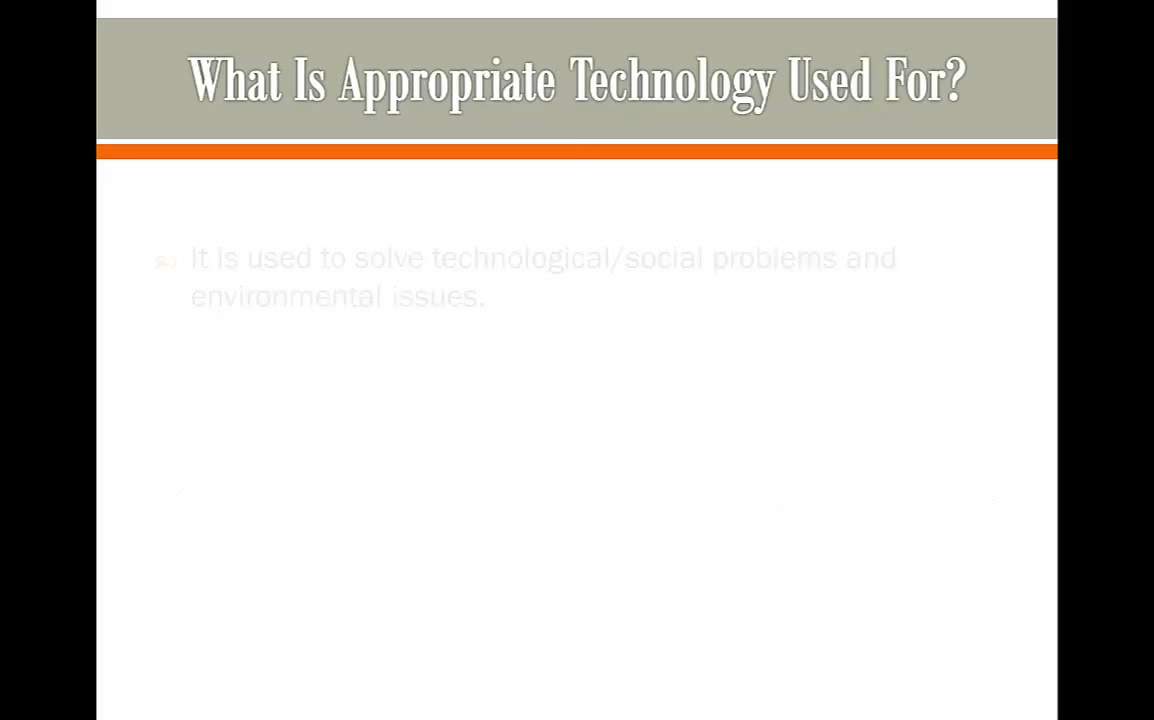 What Is Appropriate Technology Used For?
It is used to solve technological/social problems and
environmental issues.